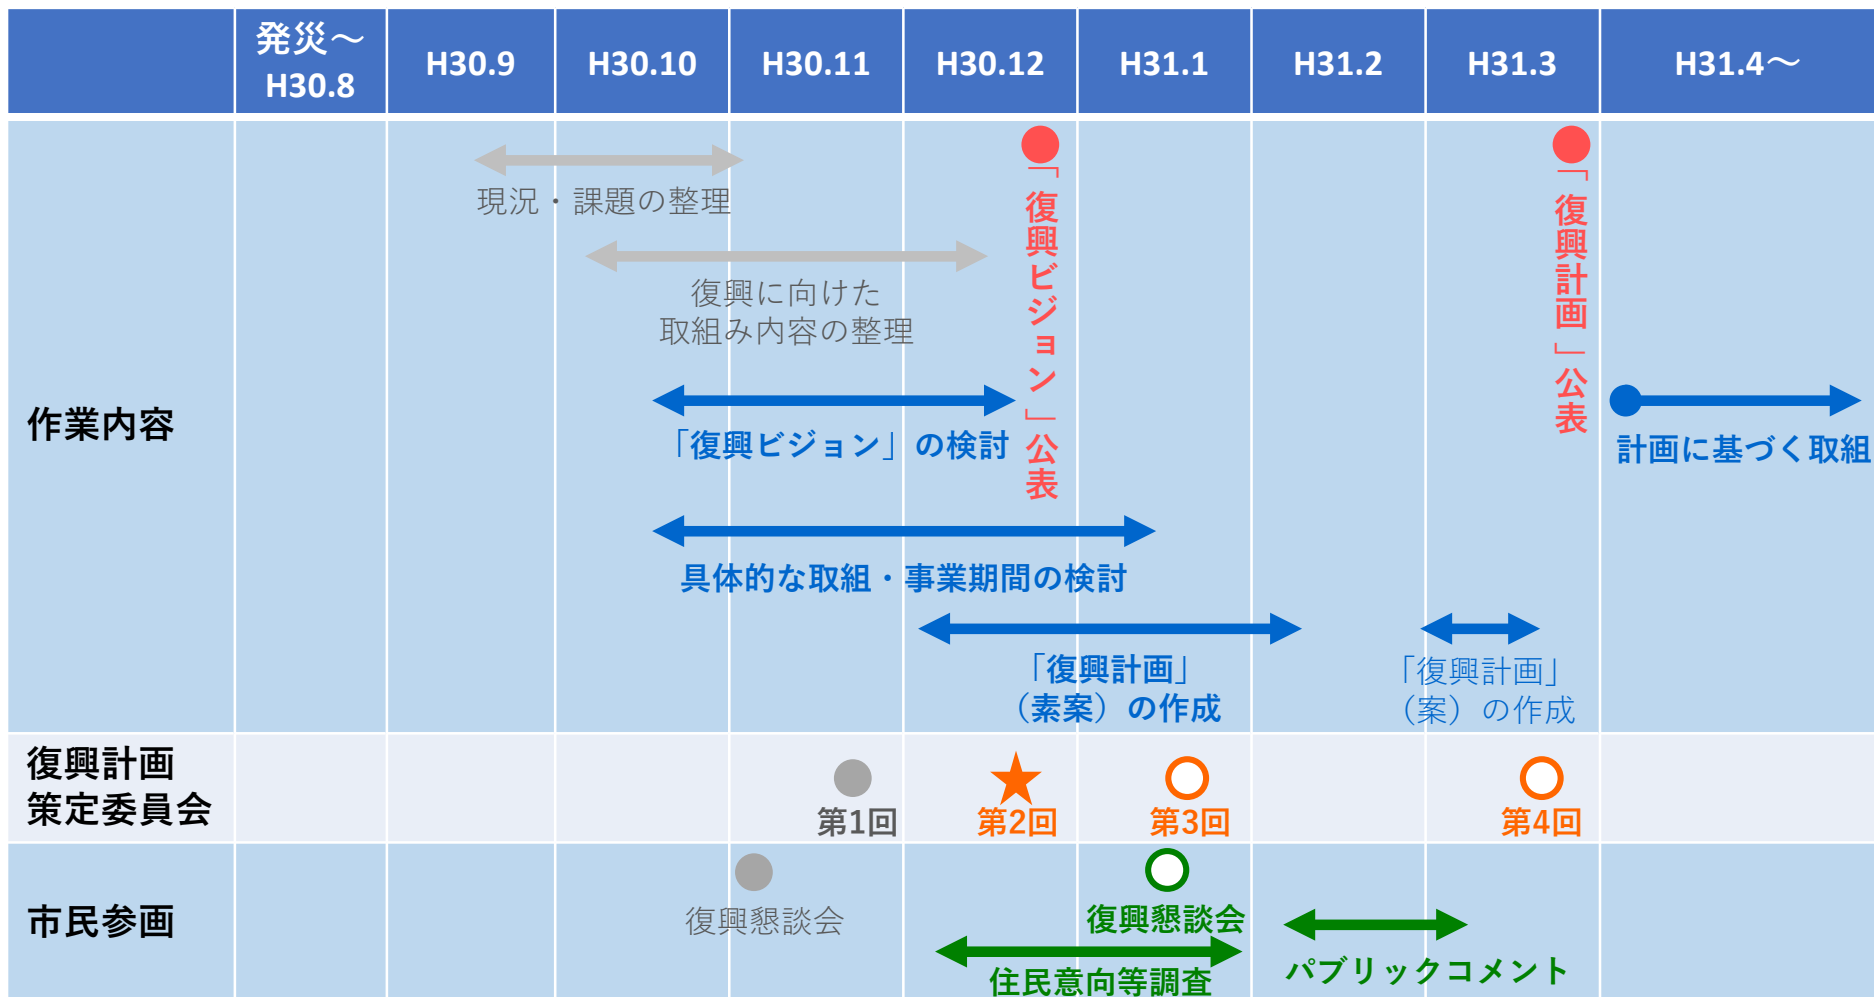 発災～
H30.8
H30.9
H30.10
H30.11
H30.12
H31.1
H31.2
H31.3
H31.4～
作業内容
現況・課題の整理
復興に向けた
取組み内容の整理
「復興ビジョン」公表
「復興計画」公表
「復興ビジョン」の検討
計画に基づく取組
具体的な取組・事業期間の検討
「復興計画」
（素案）の作成
「復興計画」
（案）の作成
復興計画
策定委員会
第1回
第2回
第3回
第4回
市民参画
復興懇談会
復興懇談会
住民意向等調査
パブリックコメント